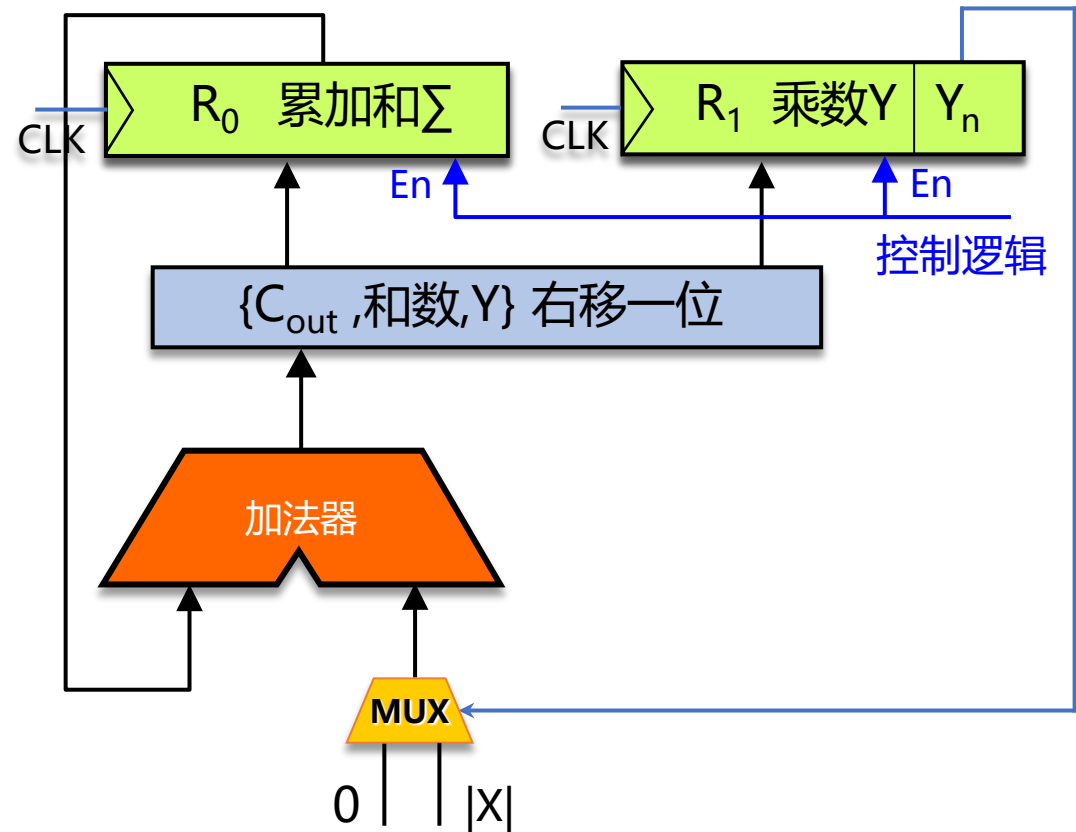 R₀ 累加和∑
R₁ 乘数Y
Yₙ
CLK
CLK
En
En
控制逻辑
{Cₒᵤₜ ,和数,Y} 右移一位
加法器
MUX
0
|X|